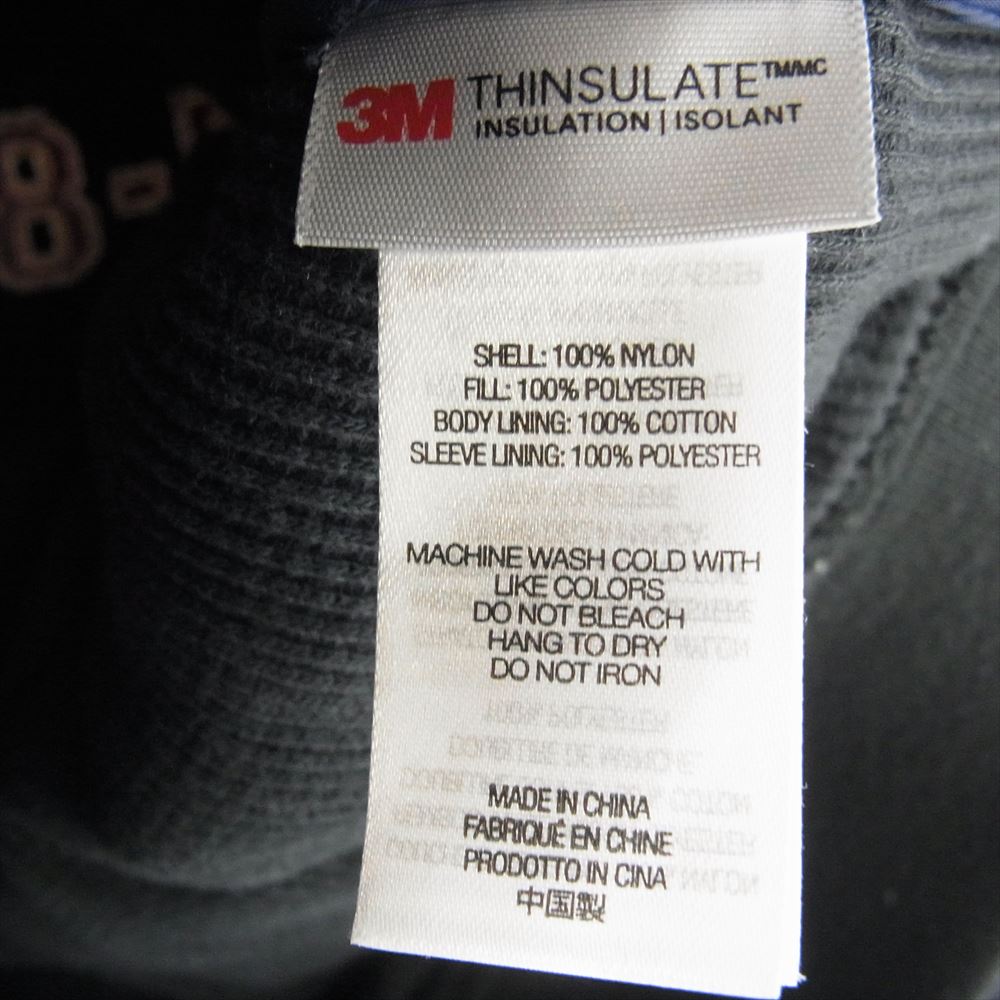 3M THINSULATE™/MC
INSULATION | ISOLANT
SHELL: 100% NYLON
FILL: 100% POLYESTER
BODY LINING: 100% COTTON
SLEEVE LINING: 100% POLYESTER
MACHINE WASH COLD WITH
LIKE COLORS
DO NOT BLEACH
HANG TO DRY
DO NOT IRON
MADE IN CHINA
FABRIQUÉ EN CHINE
PRODOTTO IN CINA
中国製